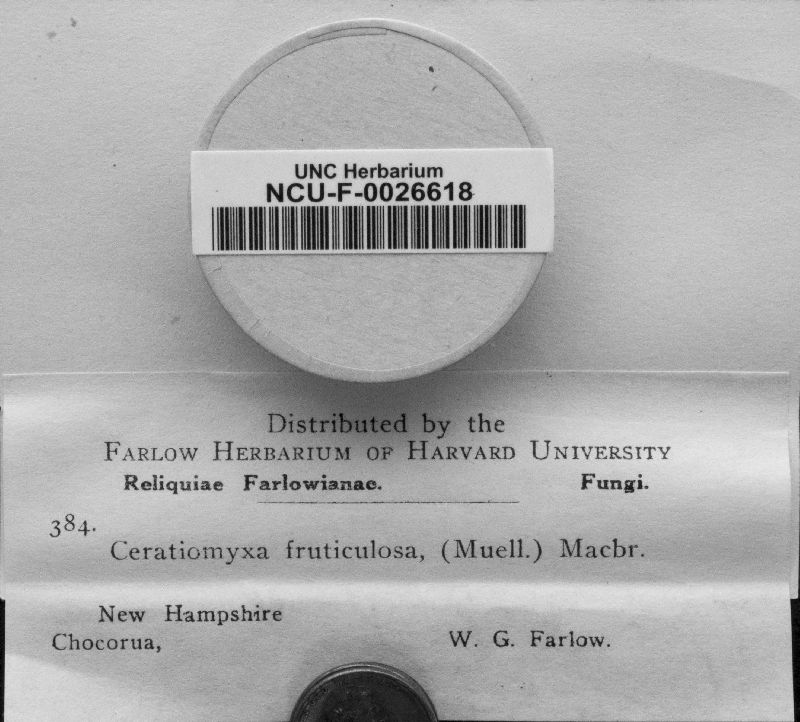 UNC Herbarium
NCU-F-0026618
Distributed by the
FARLOW HERBARIUM OF HARVARD UNIVERSITY
Reliquiae Farlowianae. Fungi.
384.
Ceratiomyxa fruticulosa, (Muell.) Macbr.
New Hampshire
Chocorua, W. G. Farlow.